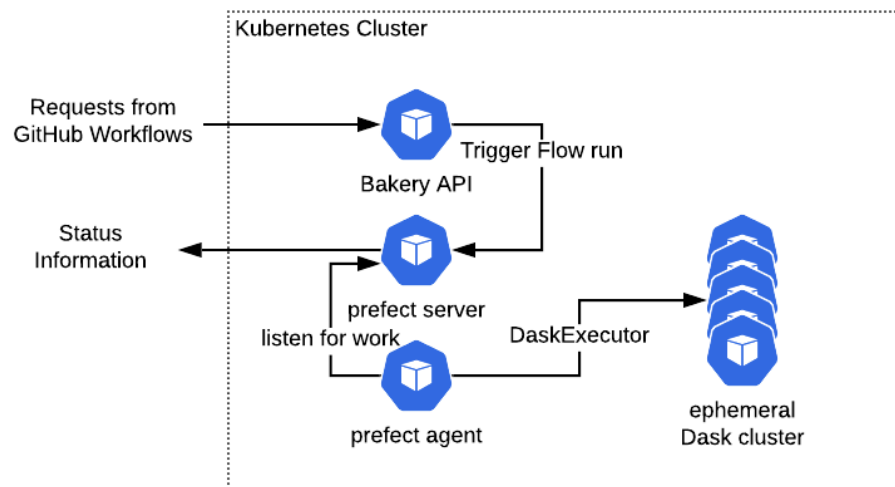 Kubernetes Cluster
Requests from
GitHub Workflows
Trigger Flow run
Bakery API
Status
Information
prefect server
listen for work
DaskExecutor
prefect agent
ephemeral
Dask cluster